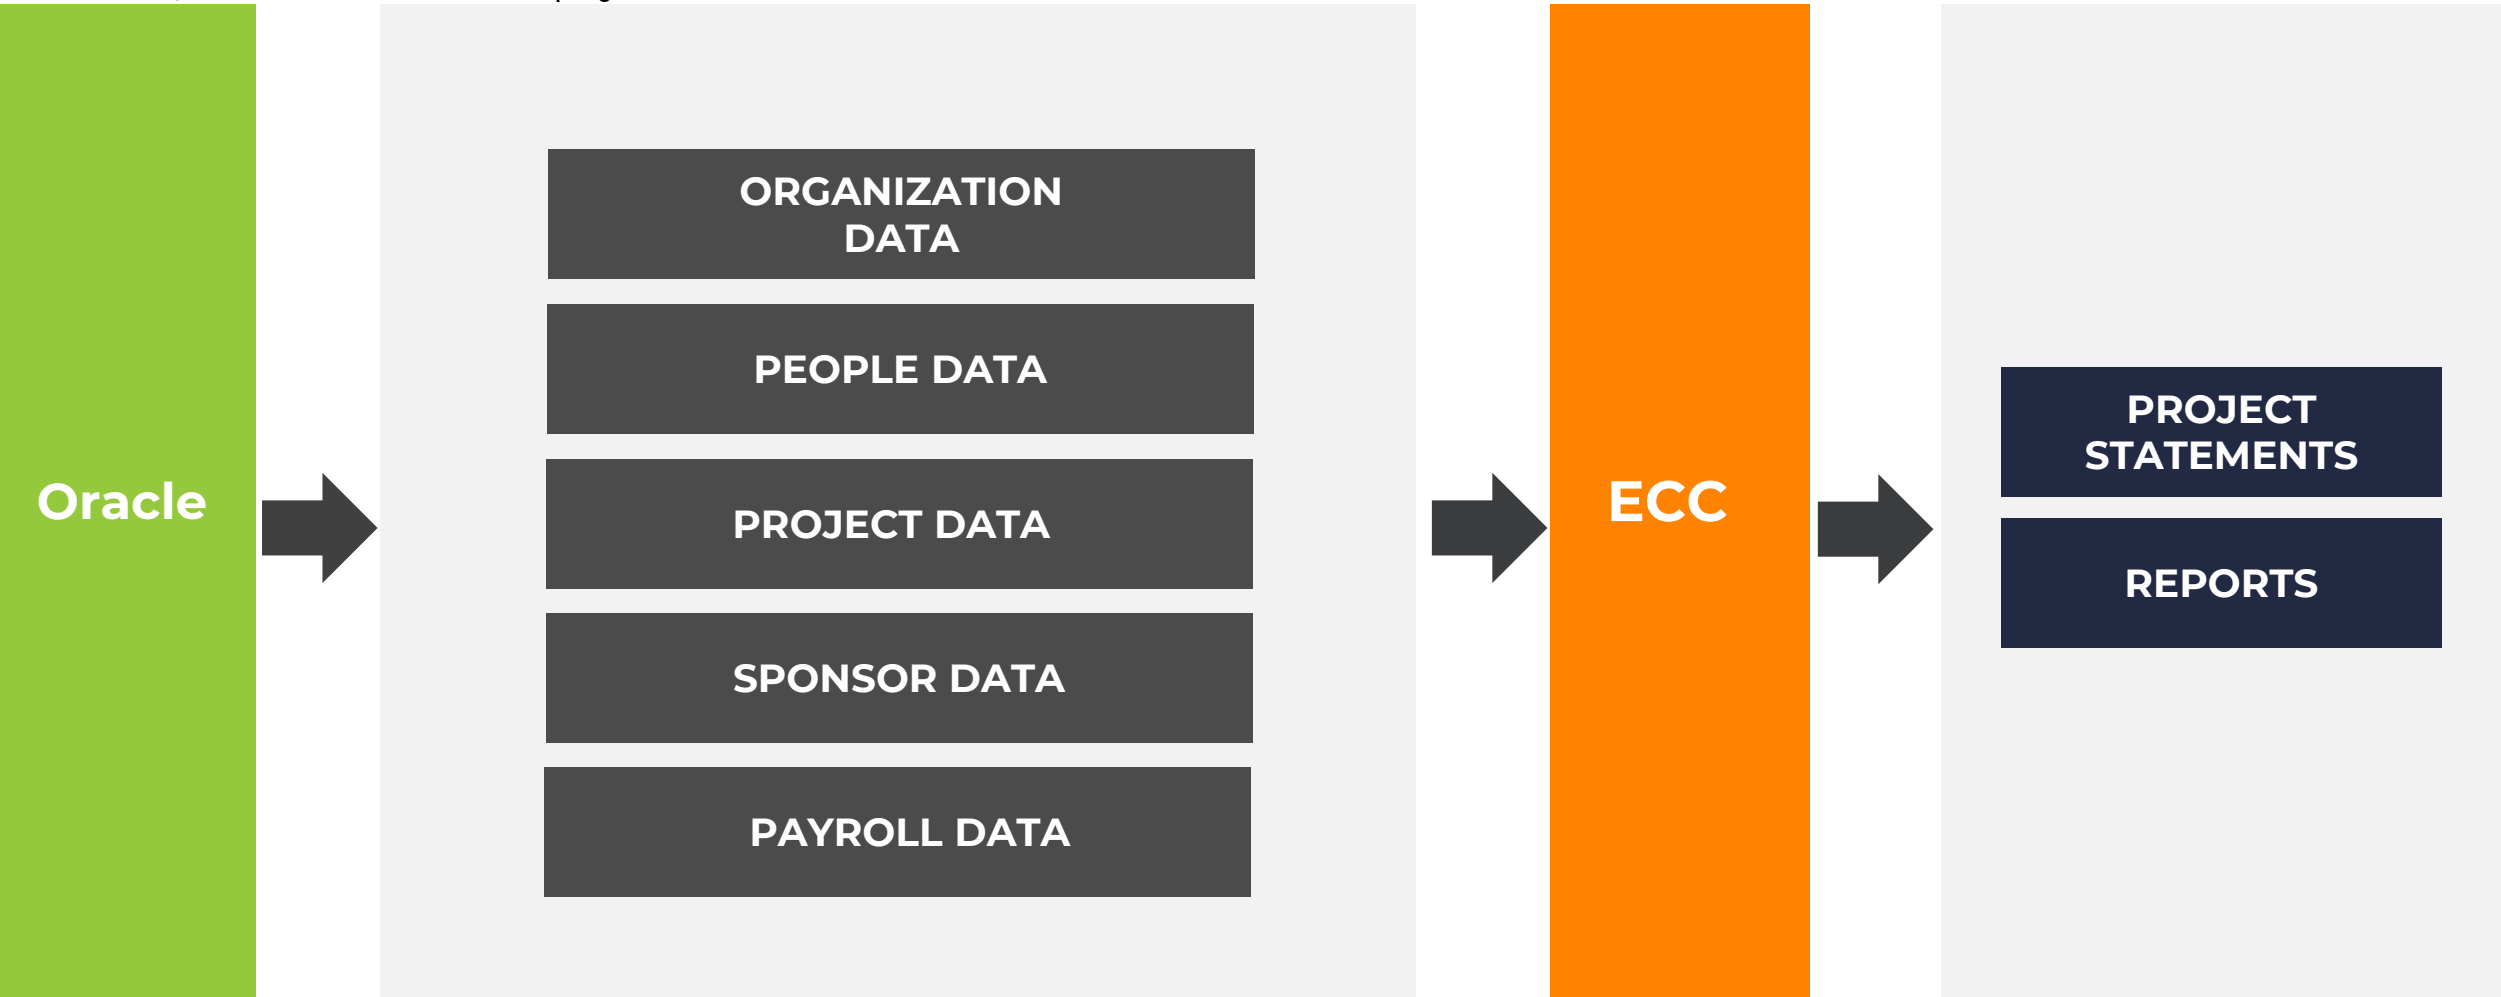 Oracle
ORGANIZATION
DATA
PEOPLE DATA
PROJECT DATA
SPONSOR DATA
PAYROLL DATA
ECC
PROJECT
STATEMENTS
REPORTS